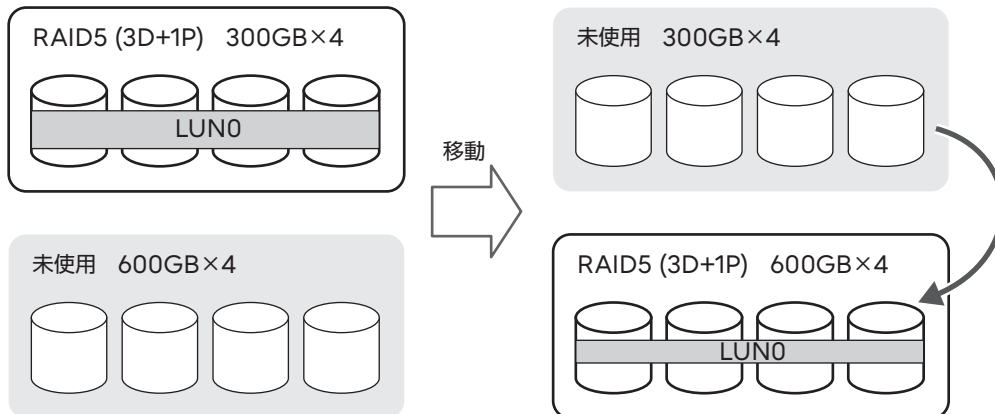 RAID5 (3D+1P) 300GB×4
LUN0
未使用 600GB×4
移動
未使用 300GB×4
RAID5 (3D+1P) 600GB×4
LUN0